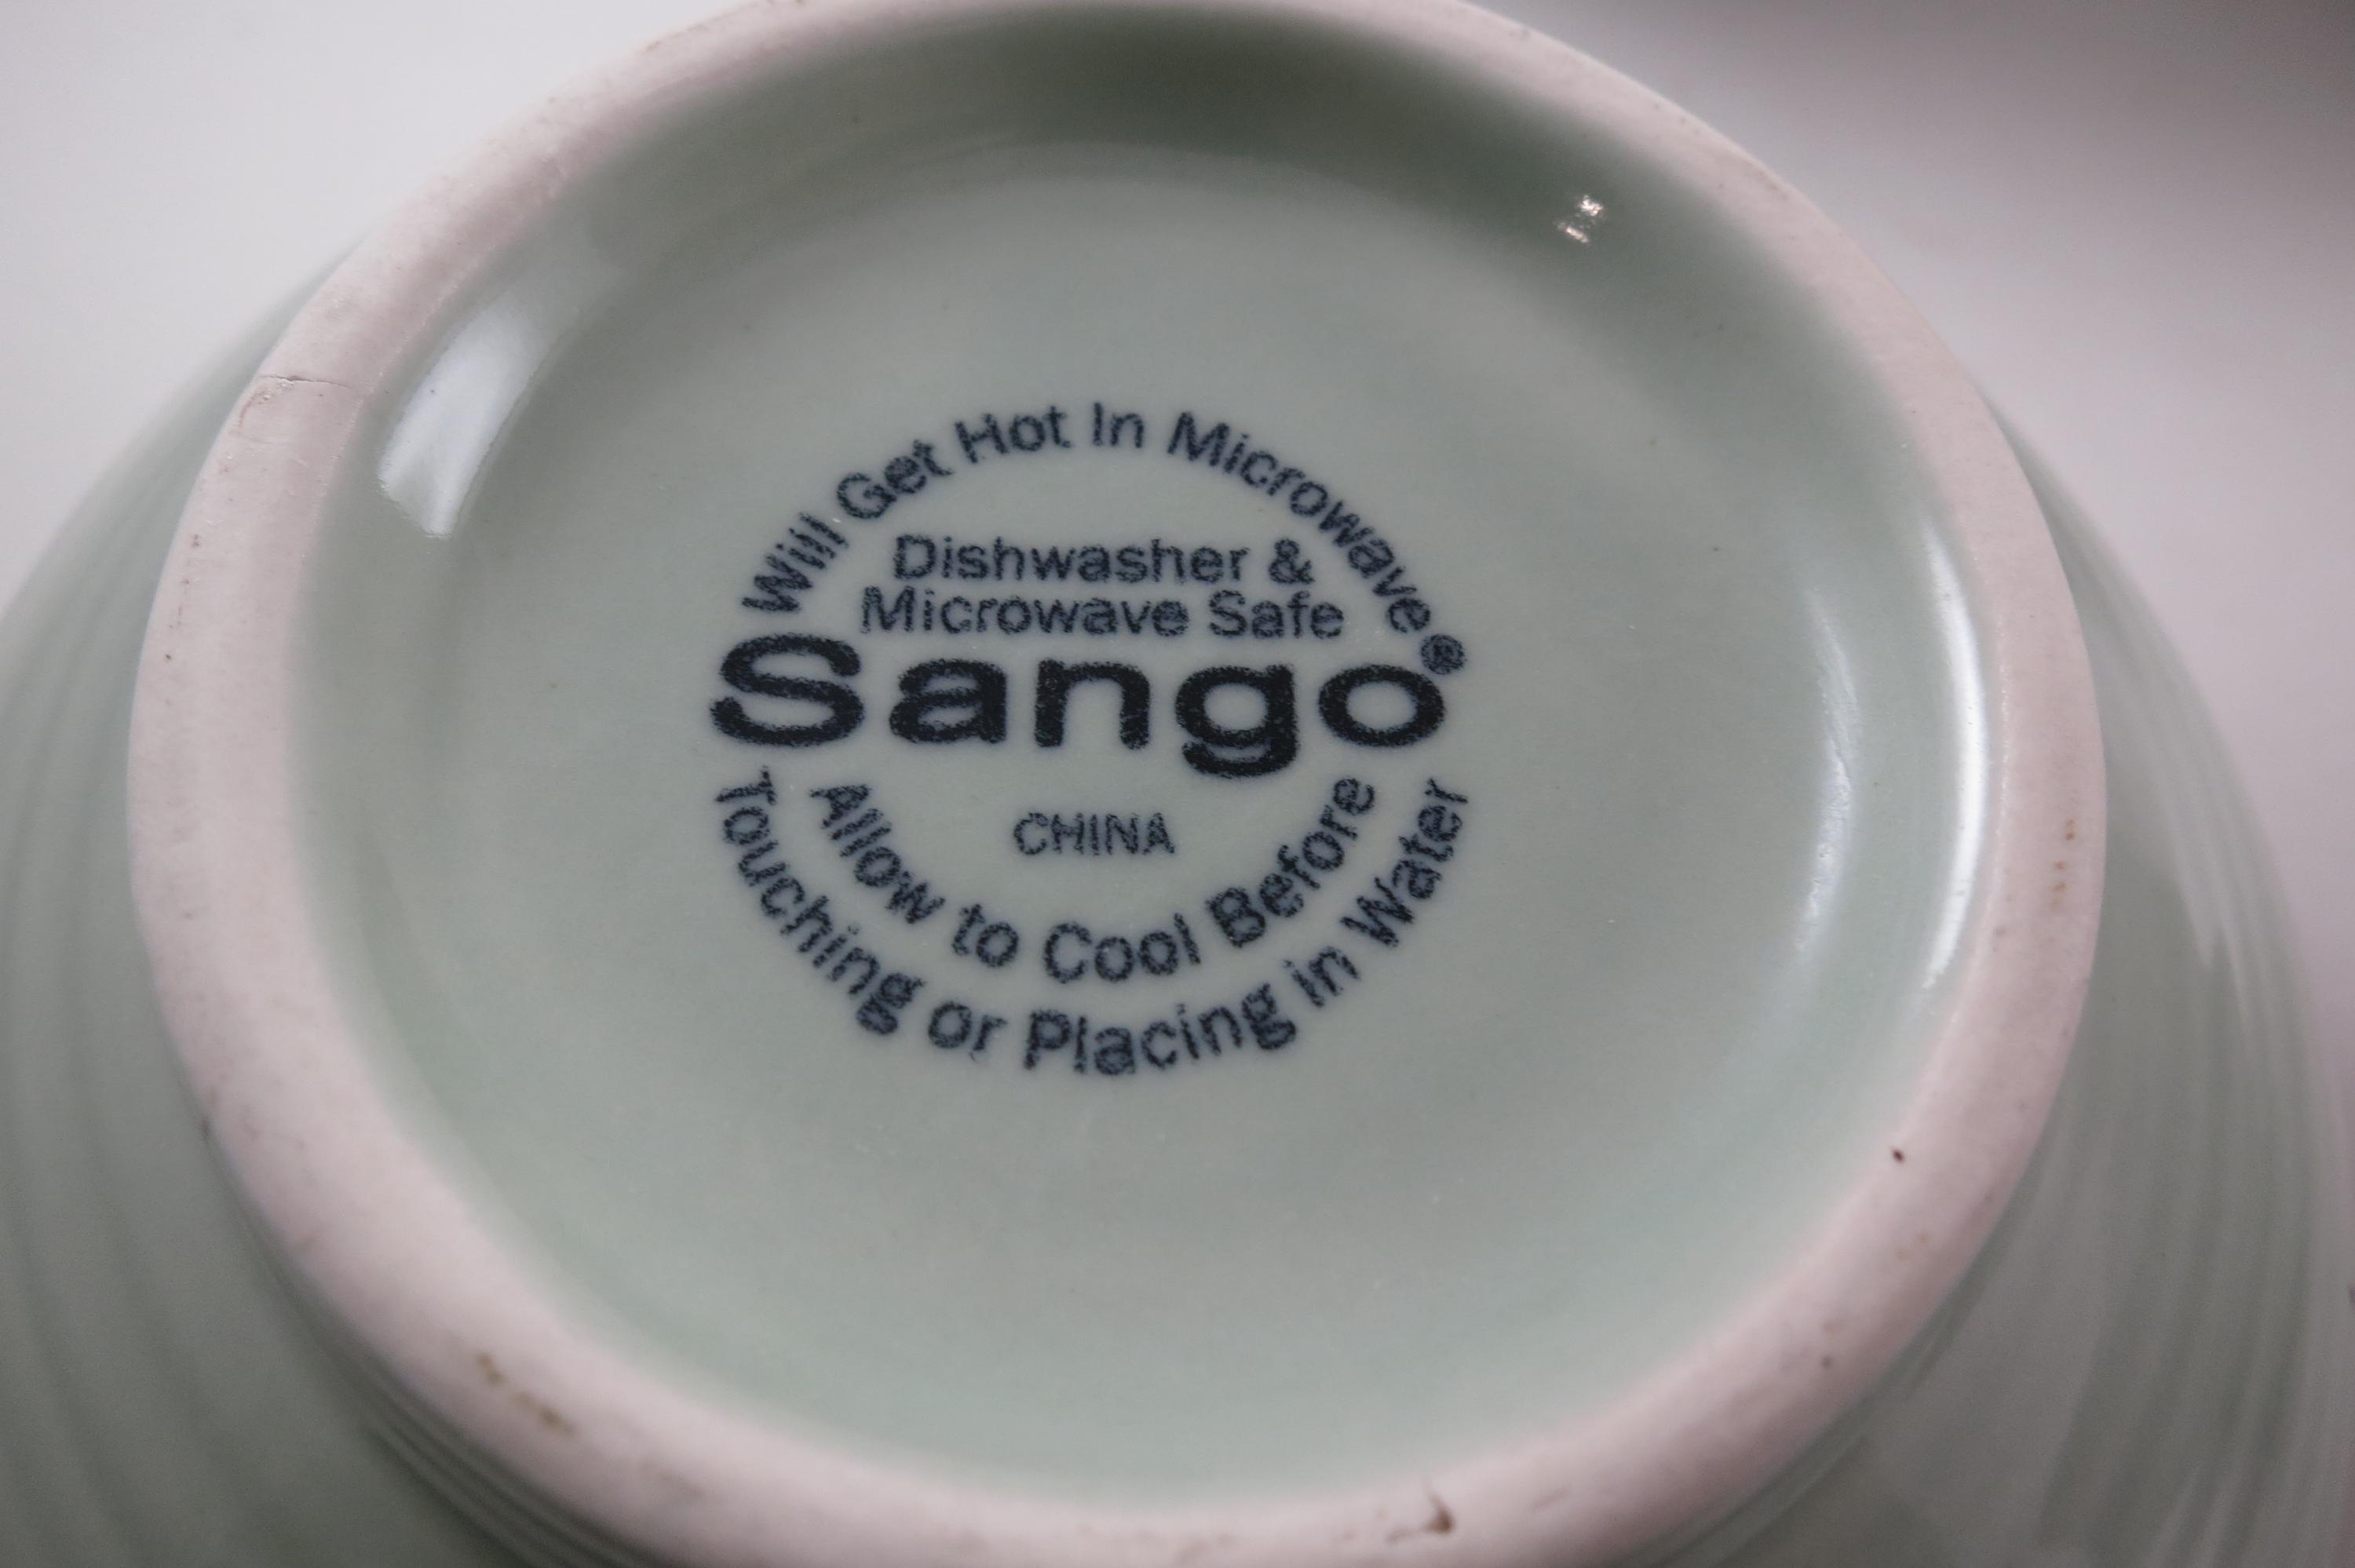 Will Get Hot In Microwave
Dishwasher &
Microwave Safe
Sango®
CHINA
Allow to Cool Before
Touching or Placing in Water